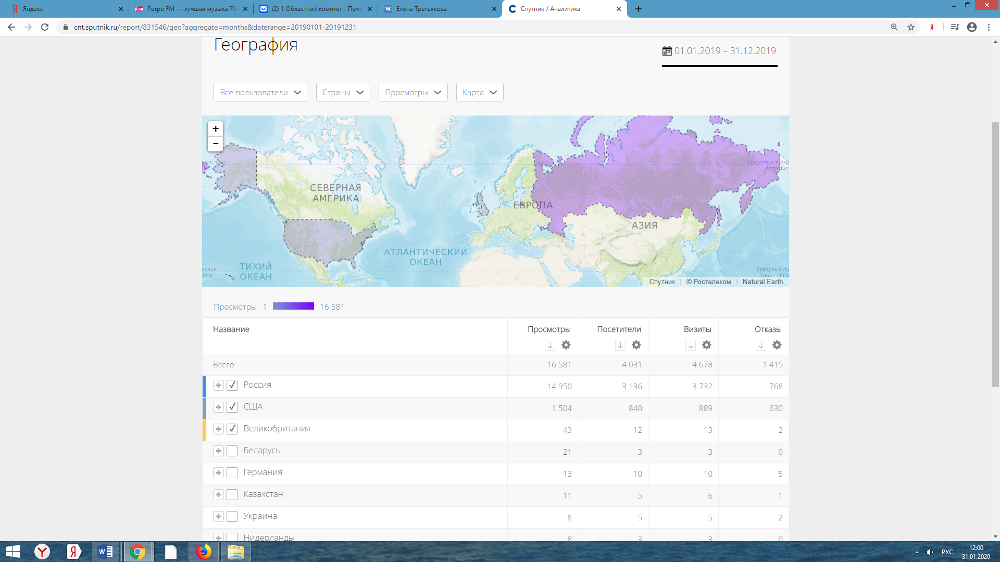 Яндекс
Ретро FM — лучшая музыка 70
(2) 1 Областной комитет - Почт
Елена Третьякова
Спутник / Аналитика
cnt.sputnik.ru/report/831546/geo?aggregate=months&daterange=20190101-20191231
География
01.01.2019 – 31.12.2019
Все пользователи
Страны
Просмотры
Карта
+
−
ный круг
Северный поляр
Arctic Circ
СЕВЕРНАЯ
АМЕРИКА
ЕВРОПА
АЗИЯ
АТЛАНТИЧЕСКИЙ
ОКЕАН
ТИХИЙ
ОКЕАН
ропик
ncer
Северный тр
Tropic of Ca
Спутник | © Ростелеком | Natural Earth
Просмотры 1 16 581
Название Просмотры Посетители Визиты Отказы
Всего 16 581 4 031 4 678 1 415
Россия 14 950 3 136 3 732 768
США 1 504 840 889 630
Великобритания 43 12 13 2
Беларусь 21 3 3 0
Германия 13 10 10 5
Казахстан 11 5 6 1
Украина 8 5 5 2
Нидерланды 8 3 3 0
РУС
12:00
31.01.2020